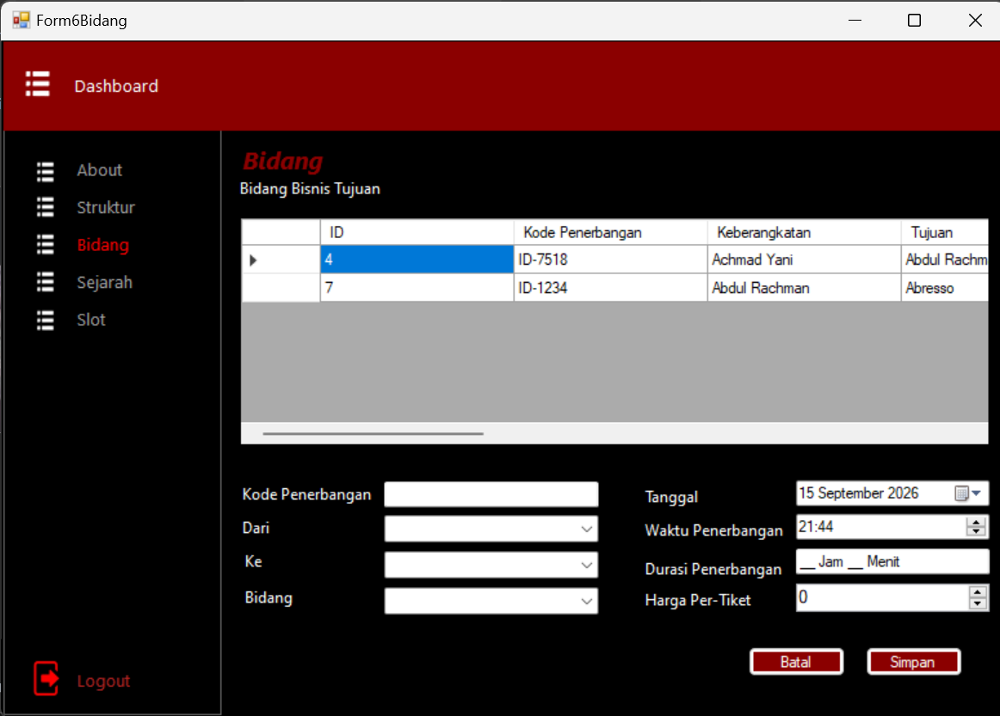 Form6Bidang
Dashboard
About
Struktur
Bidang
Sejarah
Slot
Logout
Bidang
Bidang Bisnis Tujuan
ID Kode Penerbangan Keberangkatan Tujuan
4 ID-7518 Achmad Yani Abdul Rachm
7 ID-1234 Abdul Rachman Abresso
Kode Penerbangan
Dari
Ke
Bidang
Tanggal 15 September 2026
Waktu Penerbangan 21:44
Durasi Penerbangan __ Jam __ Menit
Harga Per-Tiket 0
Batal Simpan